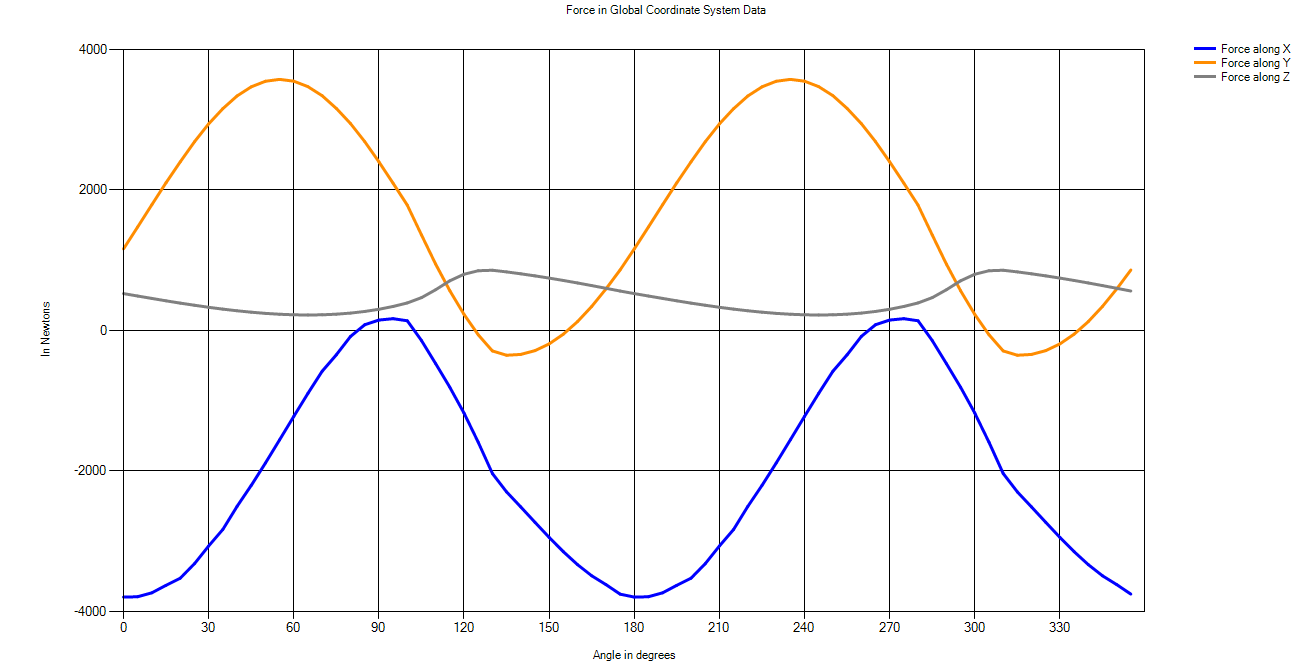 Force in Global Coordinate System Data
Force along X
Force along Y
Force along Z
4000
2000
0
-2000
-4000
In Newtons
0 30 60 90 120 150 180 210 240 270 300 330
Angle in degrees